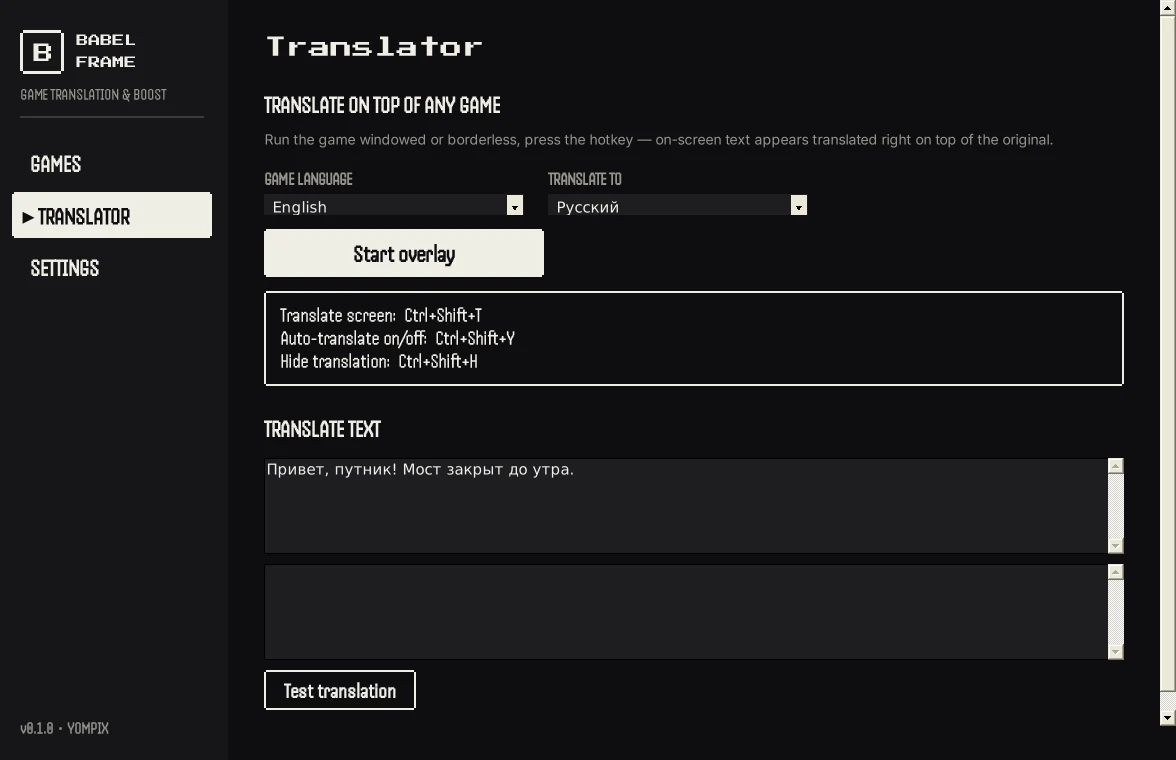 B
BABEL
FRAME
GAME TRANSLATION & BOOST
GAMES
▶ TRANSLATOR
SETTINGS
v0.1.0 · YOMPIX
Translator
TRANSLATE ON TOP OF ANY GAME
Run the game windowed or borderless, press the hotkey — on-screen text appears translated right on top of the original.
GAME LANGUAGE
English
TRANSLATE TO
Русский
Start overlay
Translate screen: Ctrl+Shift+T
Auto-translate on/off: Ctrl+Shift+Y
Hide translation: Ctrl+Shift+H
TRANSLATE TEXT
Привет, путник! Мост закрыт до утра.
Test translation